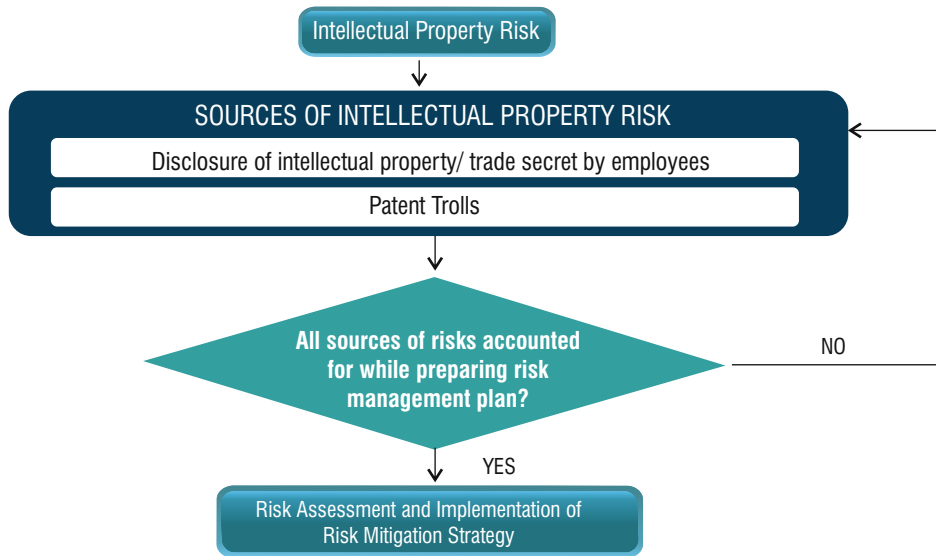 Intellectual Property Risk
SOURCES OF INTELLECTUAL PROPERTY RISK
Disclosure of intellectual property/ trade secret by employees
Patent Trolls
All sources of risks accounted
for while preparing risk
management plan?
NO
YES
Risk Assessment and Implementation of
Risk Mitigation Strategy